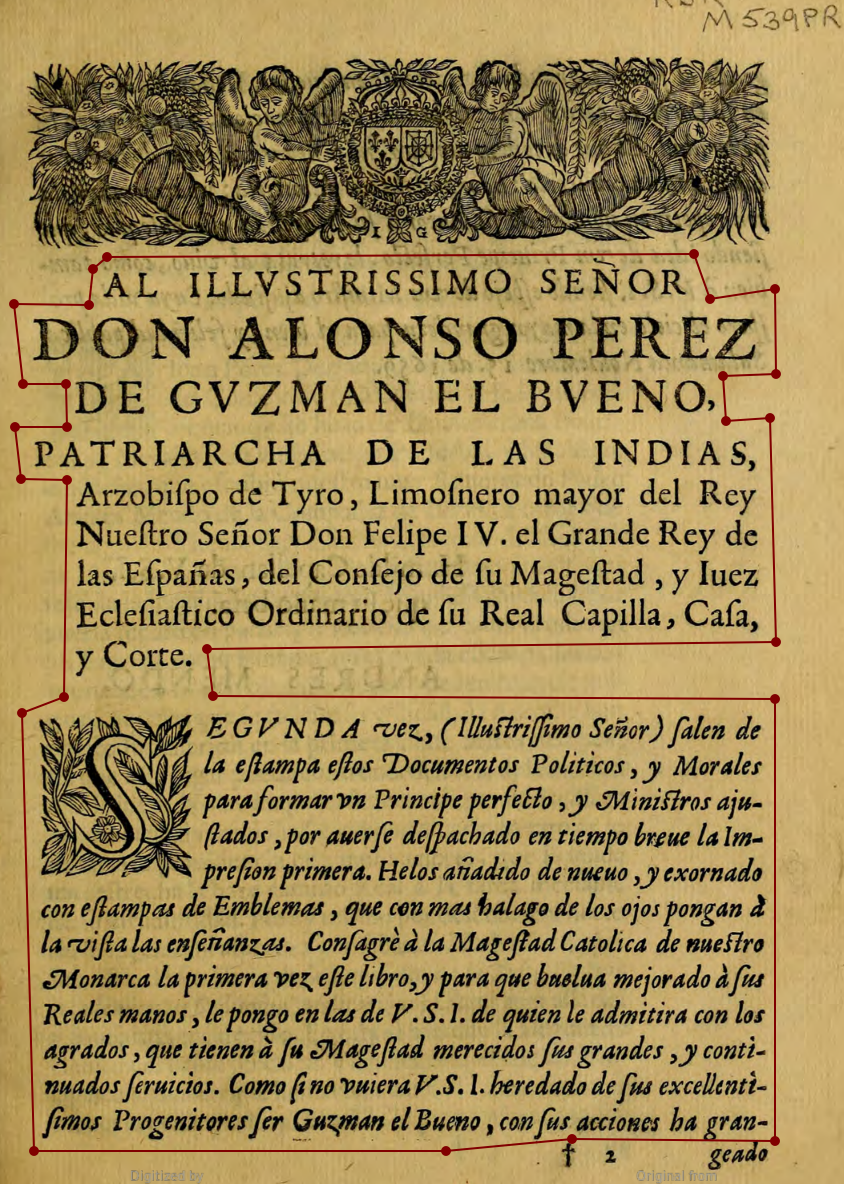 M 539PR
I G
AL ILLVSTRISSIMO SEÑOR
DON ALONSO PEREZ
DE GVZMAN EL BVENO,
PATRIARCHA DE LAS INDIAS,
Arzobiſpo de Tyro, Limoſnero mayor del Rey
Nueſtro Señor Don Felipe IV. el Grande Rey de
las Eſpañas, del Conſejo de ſu Mageſtad , y Iuez
Ecleſiaſtico Ordinario de ſu Real Capilla, Caſa,
y Corte.
SEGVNDA vez, (Illuſtriſſimo Señor) ſalen de
la eſtampa eſtos Documentos Politicos, y Morales
para formar vn Principe perfecto, y Miniſtros aju-
ſtados, por auerſe deſpachado en tiempo breue la Im-
preſion primera. Helos añadido de nueuo, y exornado
con eſtampas de Emblemas, que con mas halago de los ojos pongan à
la viſta las enſeñanzas. Conſagrè à la Mageſtad Catolica de nueſtro
Monarca la primera vez eſte libro, y para que buelua mejorado à ſus
Reales manos, le pongo en las de V. S. I. de quien le admitira con los
agrados, que tienen à ſu Mageſtad merecidos ſus grandes, y conti-
nuados ſeruicios. Como ſi no vuiera V.S. I. heredado de ſus excellenti-
ſimos Progenitores ſer Guzman el Bueno, con ſus acciones ha gran-
† 2 geado
Digitized by Original from